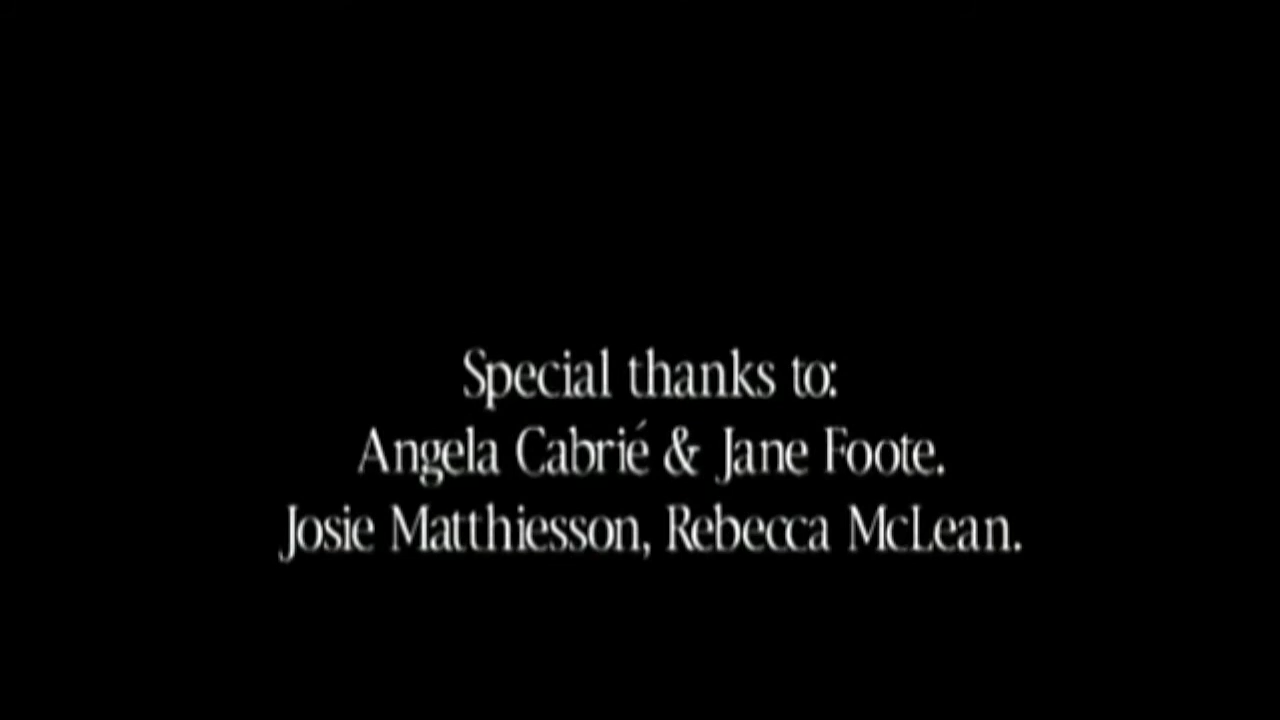 Special thanks to:
Angela Cabrié & Jane Foote.
Josie Matthiesson, Rebecca McLean.